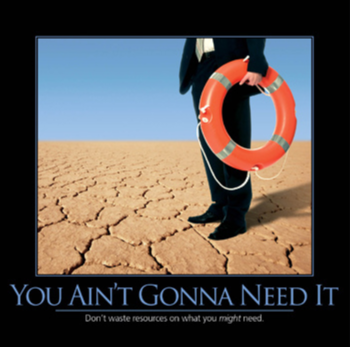 YOU AIN'T GONNA NEED IT
Don't waste resources on what you might need.